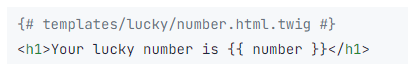 {# templates/lucky/number.html.twig #}
<h1>Your lucky number is {{ number }}</h1>